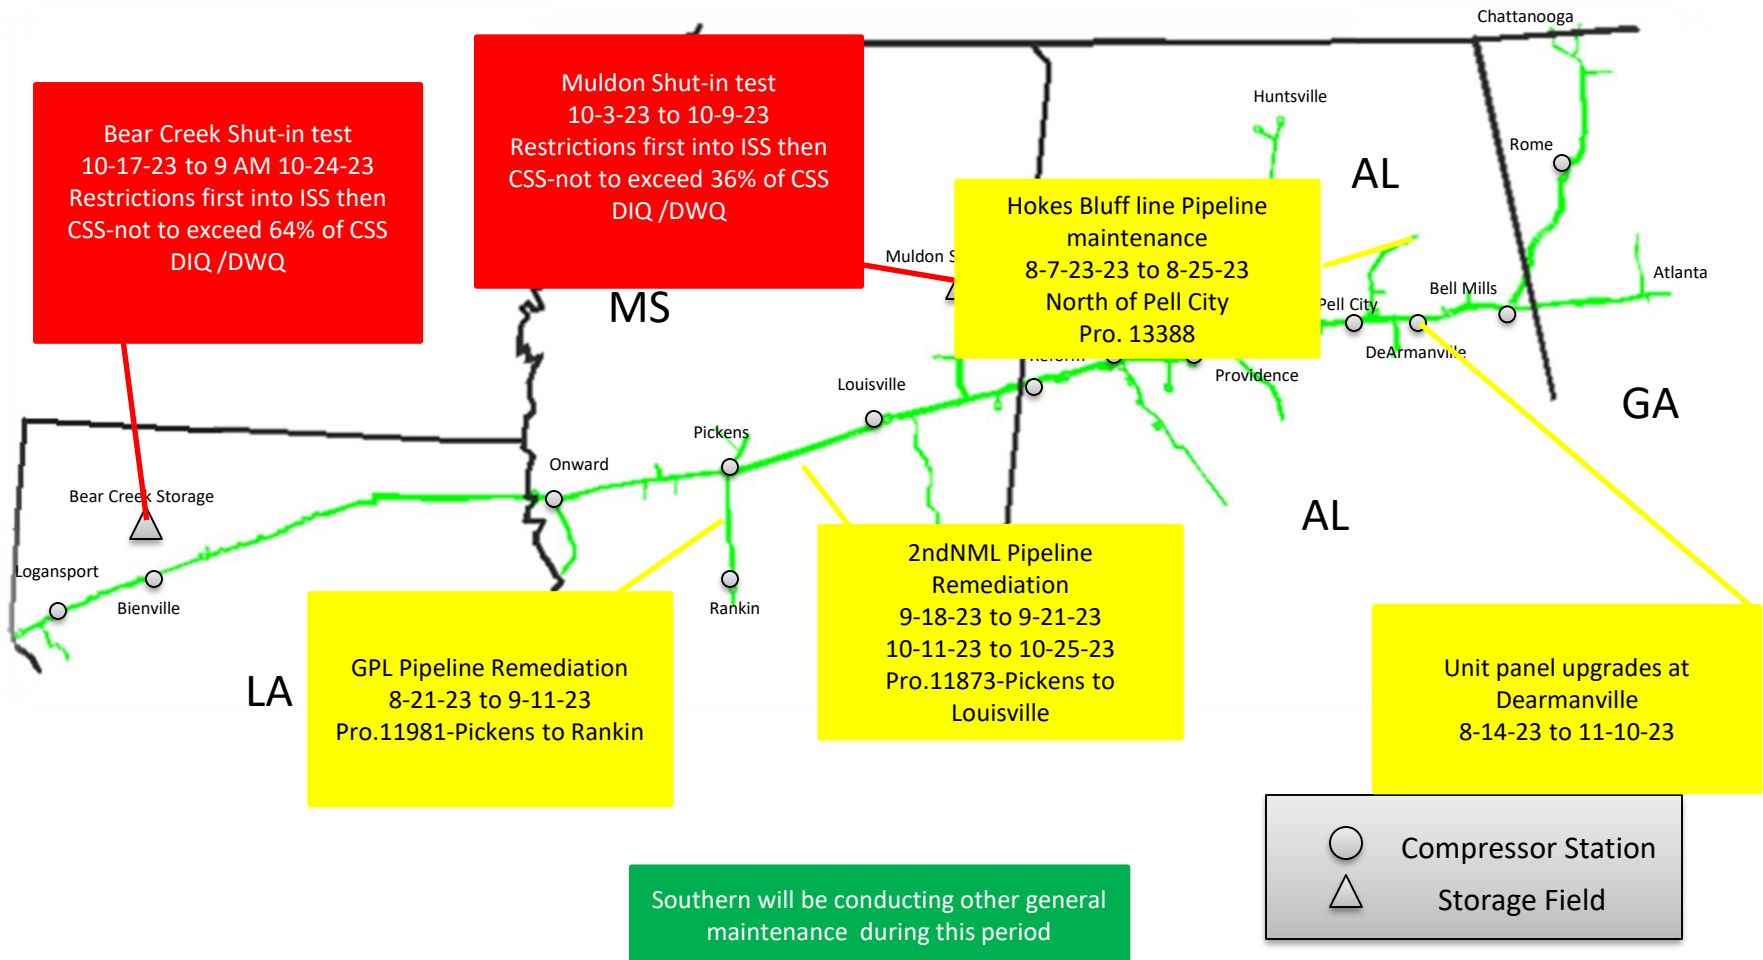 Chattanooga
Muldon Shut-in test
10-3-23 to 10-9-23
Restrictions first into ISS then
CSS-not to exceed 36% of CSS
DIQ /DWQ
Bear Creek Shut-in test
10-17-23 to 9 AM 10-24-23
Restrictions first into ISS then
CSS-not to exceed 64% of CSS
DIQ /DWQ
Huntsville
Rome
AL
Hokes Bluff line Pipeline
maintenance
8-7-23-23 to 8-25-23
North of Pell City
Pro. 13388
Muldon S
Atlanta
Bell Mills
Pell City
MS
DeArmanville
Providence
Louisville
GA
Pickens
Onward
Bear Creek Storage
AL
Logansport
Bienville
Rankin
2ndNML Pipeline
Remediation
9-18-23 to 9-21-23
10-11-23 to 10-25-23
Pro.11873-Pickens to
Louisville
LA
GPL Pipeline Remediation
8-21-23 to 9-11-23
Pro.11981-Pickens to Rankin
Unit panel upgrades at
Dearmanville
8-14-23 to 11-10-23
Compressor Station
Storage Field
Southern will be conducting other general
maintenance during this period